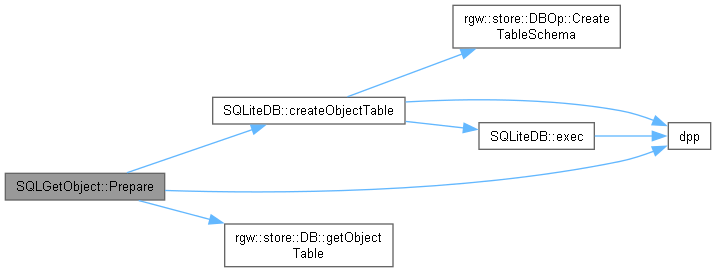 rgw::store::DBOp::Create
TableSchema
SQLiteDB::createObjectTable
SQLiteDB::exec
dpp
SQLGetObject::Prepare
rgw::store::DB::getObject
Table